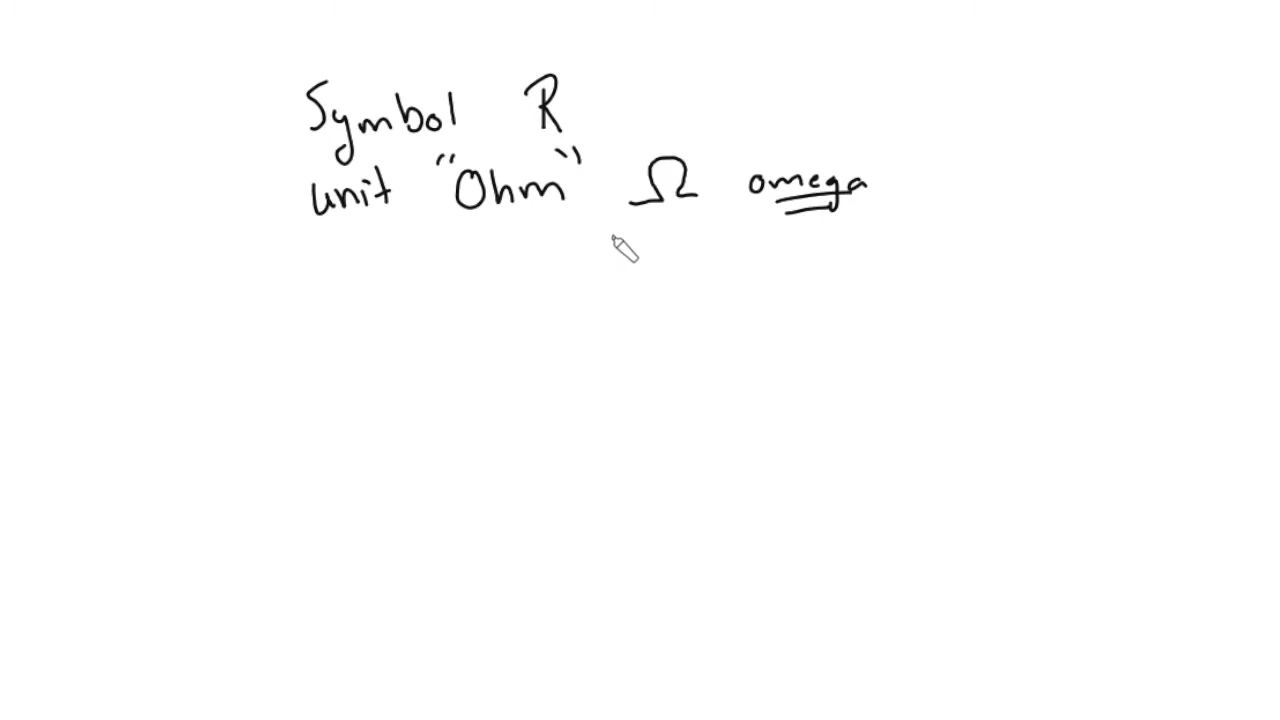 Symbol R
unit "Ohm" Ω omega